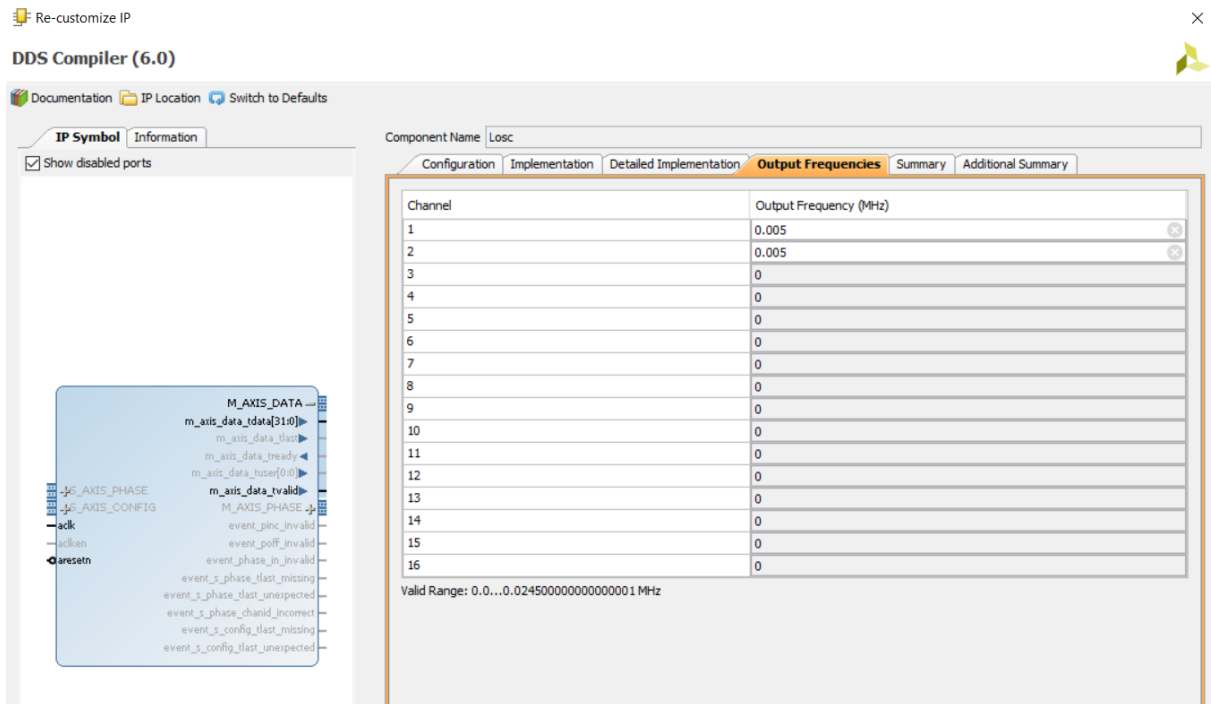 Re-customize IP
DDS Compiler (6.0)
Documentation IP Location Switch to Defaults
IP Symbol Information
Show disabled ports
M_AXIS_DATA
m_axis_data_tdata[31:0]
m_axis_data_tlast
m_axis_data_tready
m_axis_data_tuser[0:0]
S_AXIS_PHASE m_axis_data_tvalid
S_AXIS_CONFIG M_AXIS_PHASE
aclk event_pinc_invalid
aclken event_poff_invalid
aresetn event_phase_in_invalid
event_s_phase_tlast_missing
event_s_phase_tlast_unexpected
event_s_phase_chanid_incorrect
event_s_config_tlast_missing
event_s_config_tlast_unexpected
Component Name Losc
Configuration Implementation Detailed Implementation Output Frequencies Summary Additional Summary
Channel Output Frequency (MHz)
1 0.005
2 0.005
3 0
4 0
5 0
6 0
7 0
8 0
9 0
10 0
11 0
12 0
13 0
14 0
15 0
16 0
Valid Range: 0.0...0.024500000000000001 MHz